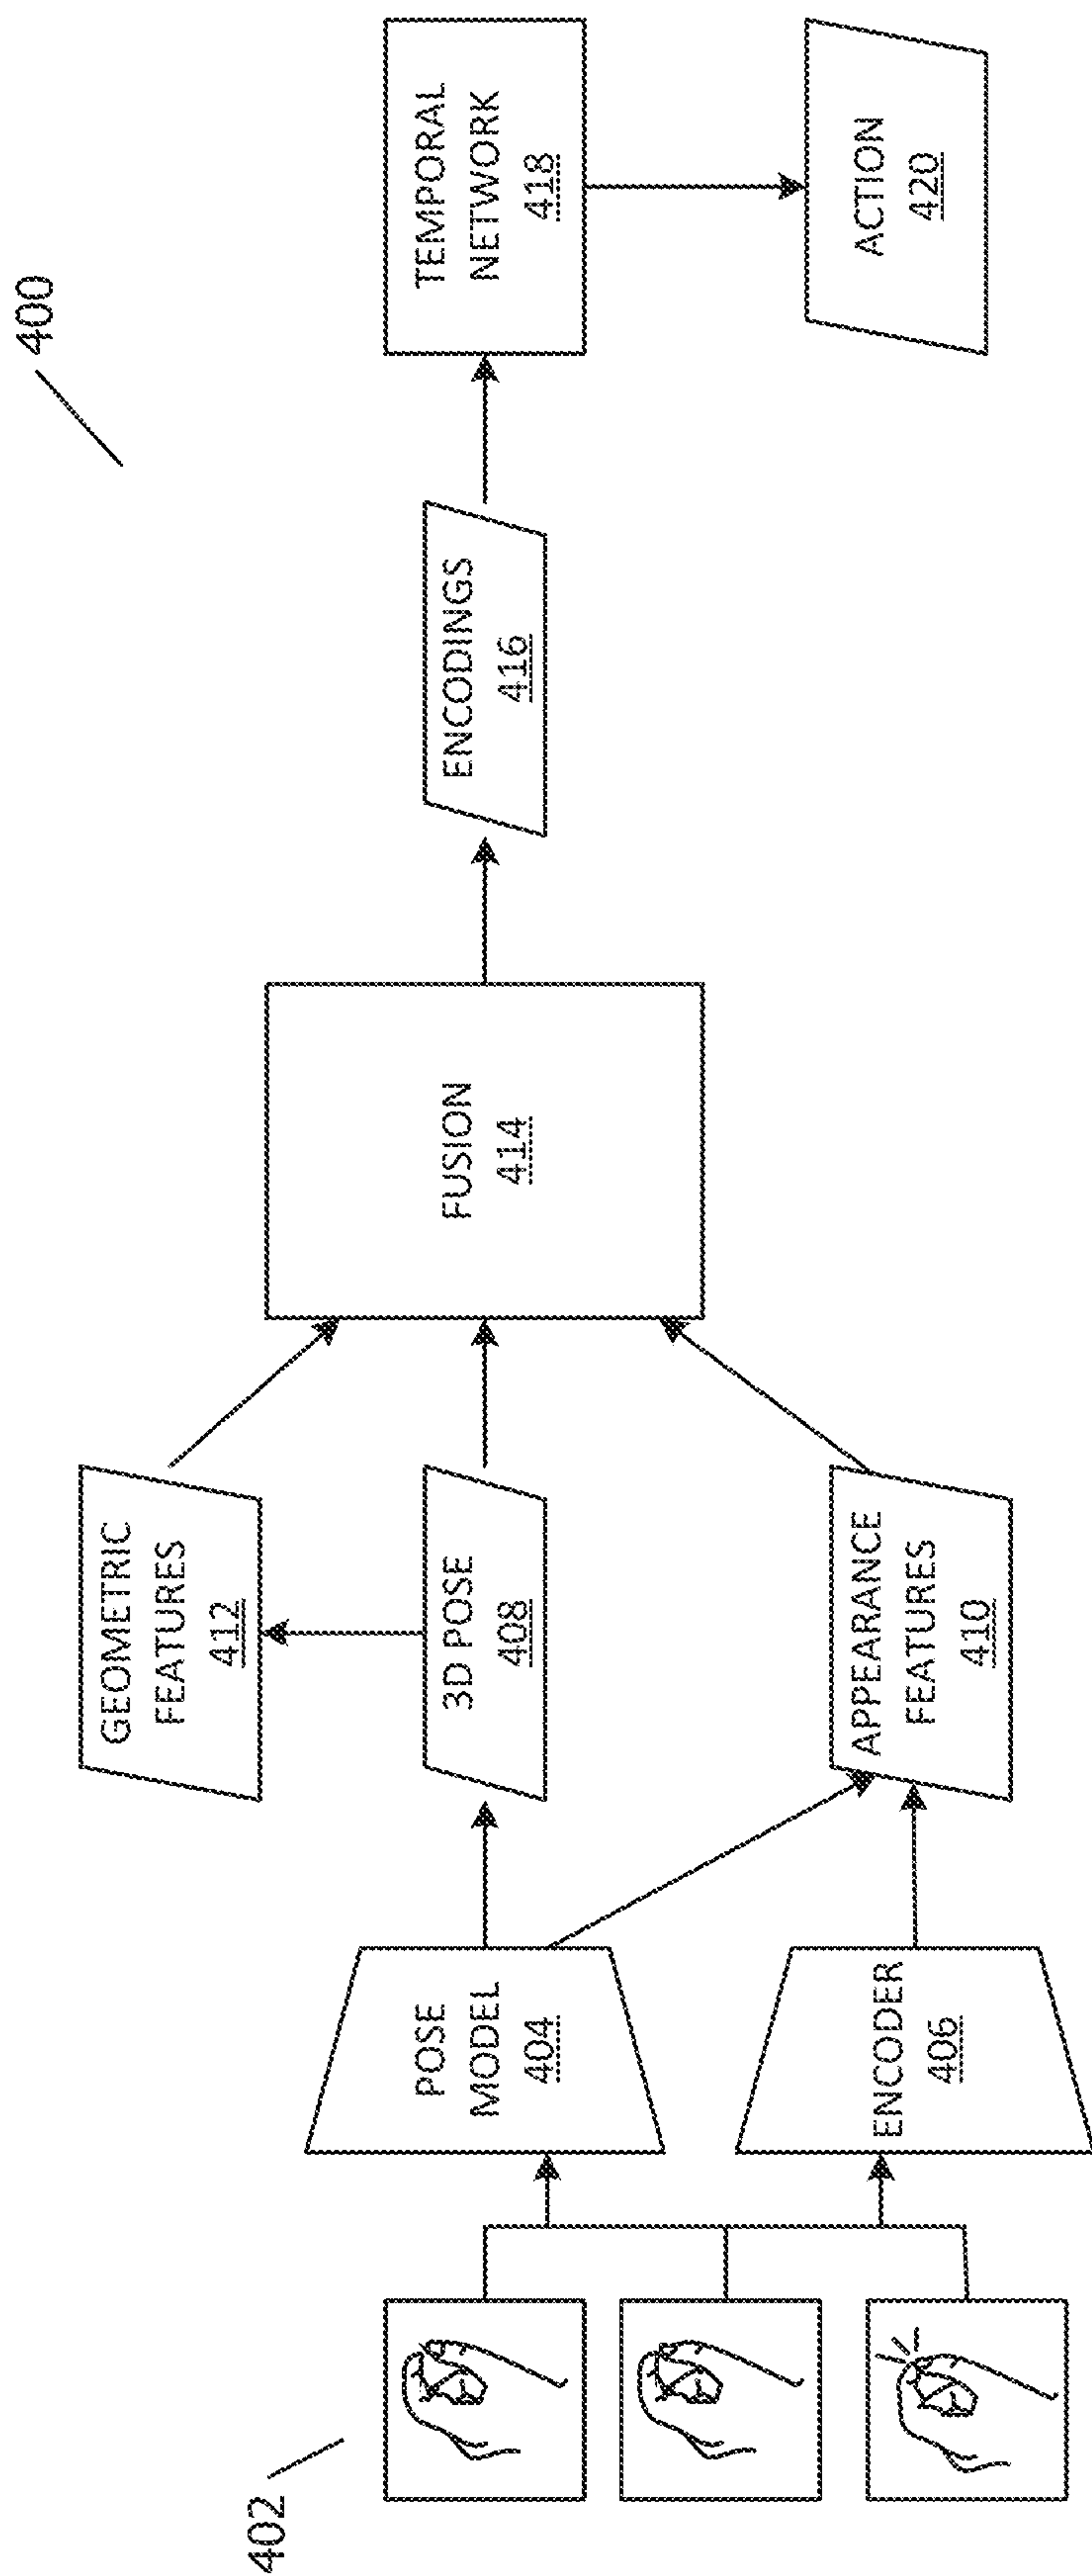 400
402
POSE
MODEL
404
ENCODER
406
GEOMETRIC
FEATURES
412
3D POSE
408
APPEARANCE
FEATURES
410
FUSION
414
ENCODINGS
416
TEMPORAL
NETWORK
418
ACTION
420